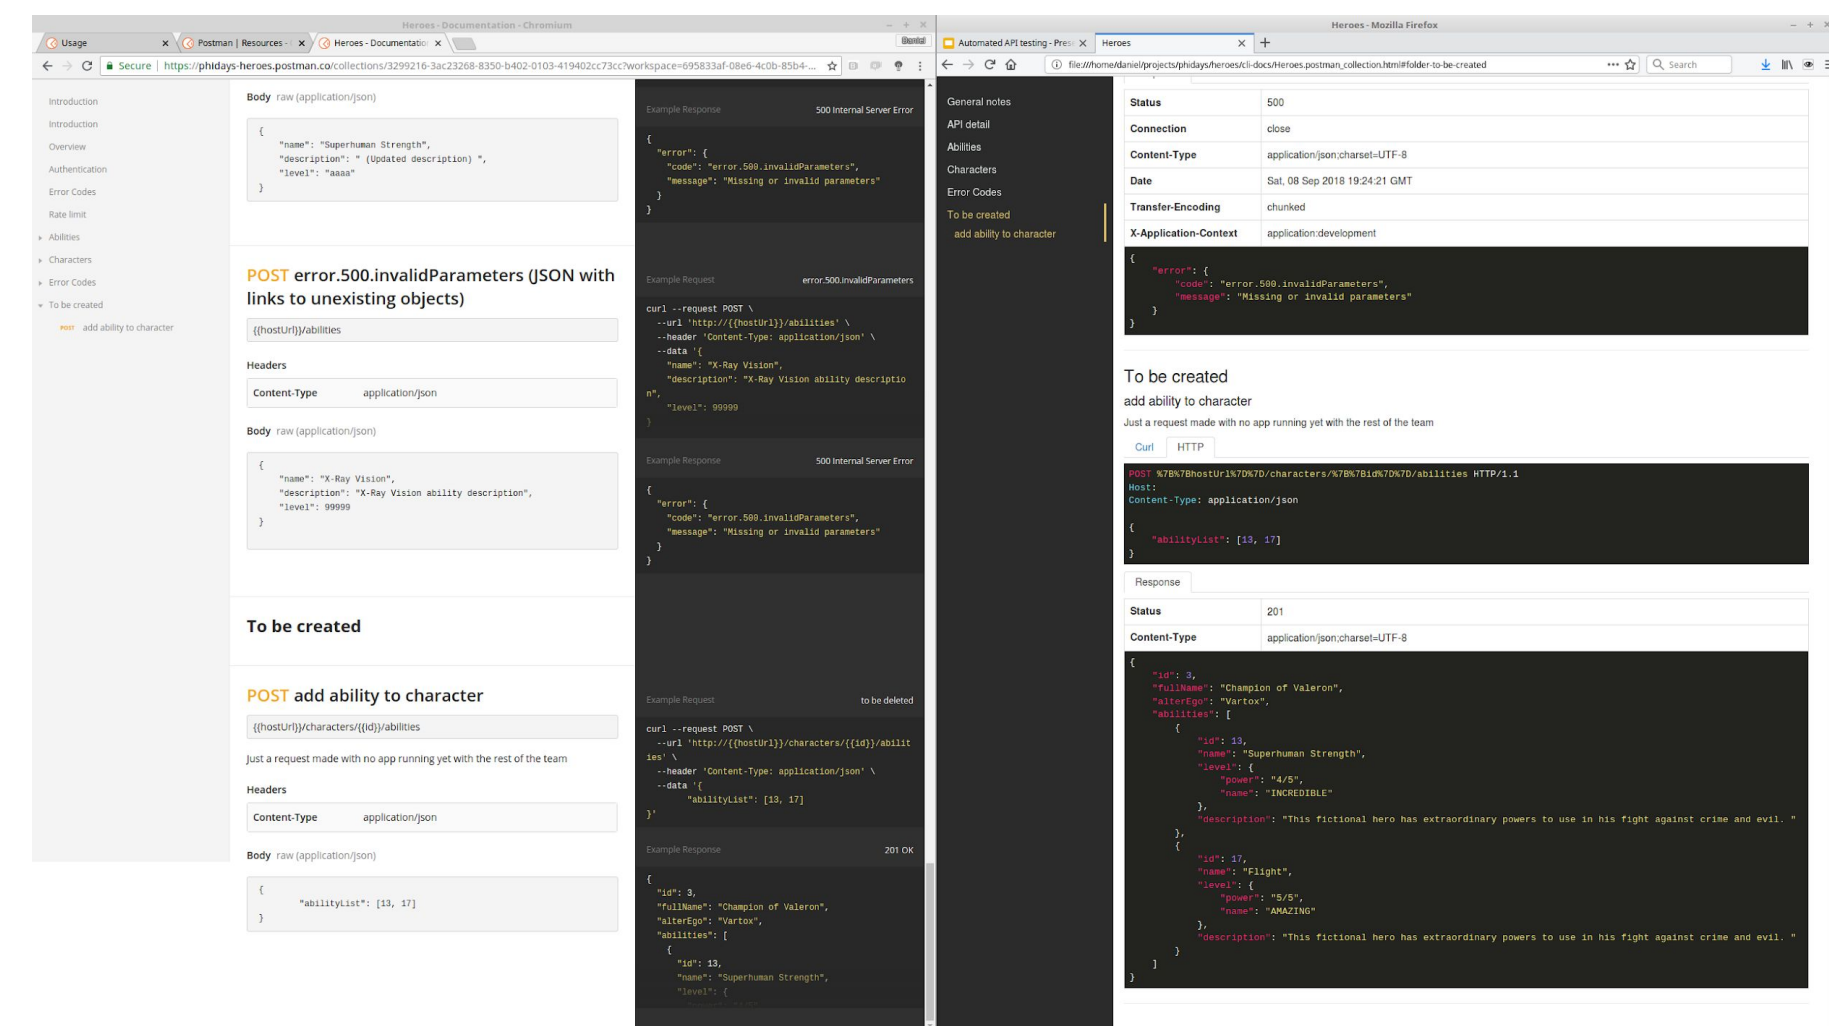 Heroes - Documentation - Chromium
Usage
Postman | Resources -
Heroes - Documentation
Daniel
Secure | https://phidays-heroes.postman.co/collections/3299216-3ac23268-8350-b402-0103-419402cc73cc?workspace=695833af-08e6-4c0b-85b4-...
Introduction
Introduction
Overview
Authentication
Error Codes
Rate limit
Abilities
Characters
Error Codes
To be created
POST add ability to character
Body raw (application/json)
{
"name": "Superhuman Strength",
"description": " (Updated description) ",
"level": "aaaa"
}
POST error.500.invalidParameters (JSON with
links to unexisting objects)
{{hostUrl}}/abilities
Headers
Content-Type application/json
Body raw (application/json)
{
"name": "X-Ray Vision",
"description": "X-Ray Vision ability description",
"level": 99999
}
To be created
POST add ability to character
{{hostUrl}}/characters/{{id}}/abilities
Just a request made with no app running yet with the rest of the team
Headers
Content-Type application/json
Body raw (application/json)
{
"abilityList": [13, 17]
}
Example Response 500 Internal Server Error
{
"error": {
"code": "error.500.invalidParameters",
"message": "Missing or invalid parameters"
}
}
Example Request error.500.invalidParameters
curl --request POST \
--url 'http://{{hostUrl}}/abilities' \
--header 'Content-Type: application/json' \
--data '{
"name": "X-Ray Vision",
"description": "X-Ray Vision ability descriptio
n",
"level": 99999
}
Example Response 500 Internal Server Error
{
"error": {
"code": "error.500.invalidParameters",
"message": "Missing or invalid parameters"
}
}
Example Request to be deleted
curl --request POST \
--url 'http://{{hostUrl}}/characters/{{id}}/abilit
ies' \
--header 'Content-Type: application/json' \
--data '{
"abilityList": [13, 17]
}'
Example Response 201 OK
{
"id": 3,
"fullName": "Champion of Valeron",
"alterEgo": "Vartox",
"abilities": [
{
"id": 13,
"name": "Superhuman Strength",
"level": {
Heroes - Mozilla Firefox
Automated API testing - Pres
Heroes
file:///home/daniel/projects/phidays/heroes/cli-docs/Heroes.postman_collection.html#folder-to-be-created
Search
General notes
API detail
Abilities
Characters
Error Codes
To be created
add ability to character
Status 500
Connection close
Content-Type application/json;charset=UTF-8
Date Sat, 08 Sep 2018 19:24:21 GMT
Transfer-Encoding chunked
X-Application-Context application:development
{
"error": {
"code": "error.500.invalidParameters",
"message": "Missing or invalid parameters"
}
}
To be created
add ability to character
Just a request made with no app running yet with the rest of the team
Curl HTTP
POST %7B%7BhostUrl%7D%7D/characters/%7B%7Bid%7D%7D/abilities HTTP/1.1
Host:
Content-Type: application/json
{
"abilityList": [13, 17]
}
Response
Status 201
Content-Type application/json;charset=UTF-8
{
"id": 3,
"fullName": "Champion of Valeron",
"alterEgo": "Vartox",
"abilities": [
{
"id": 13,
"name": "Superhuman Strength",
"level": {
"power": "4/5",
"name": "INCREDIBLE"
},
"description": "This fictional hero has extraordinary powers to use in his fight against crime and evil. "
},
{
"id": 17,
"name": "Flight",
"level": {
"power": "5/5",
"name": "AMAZING"
},
"description": "This fictional hero has extraordinary powers to use in his fight against crime and evil. "
}
]
}